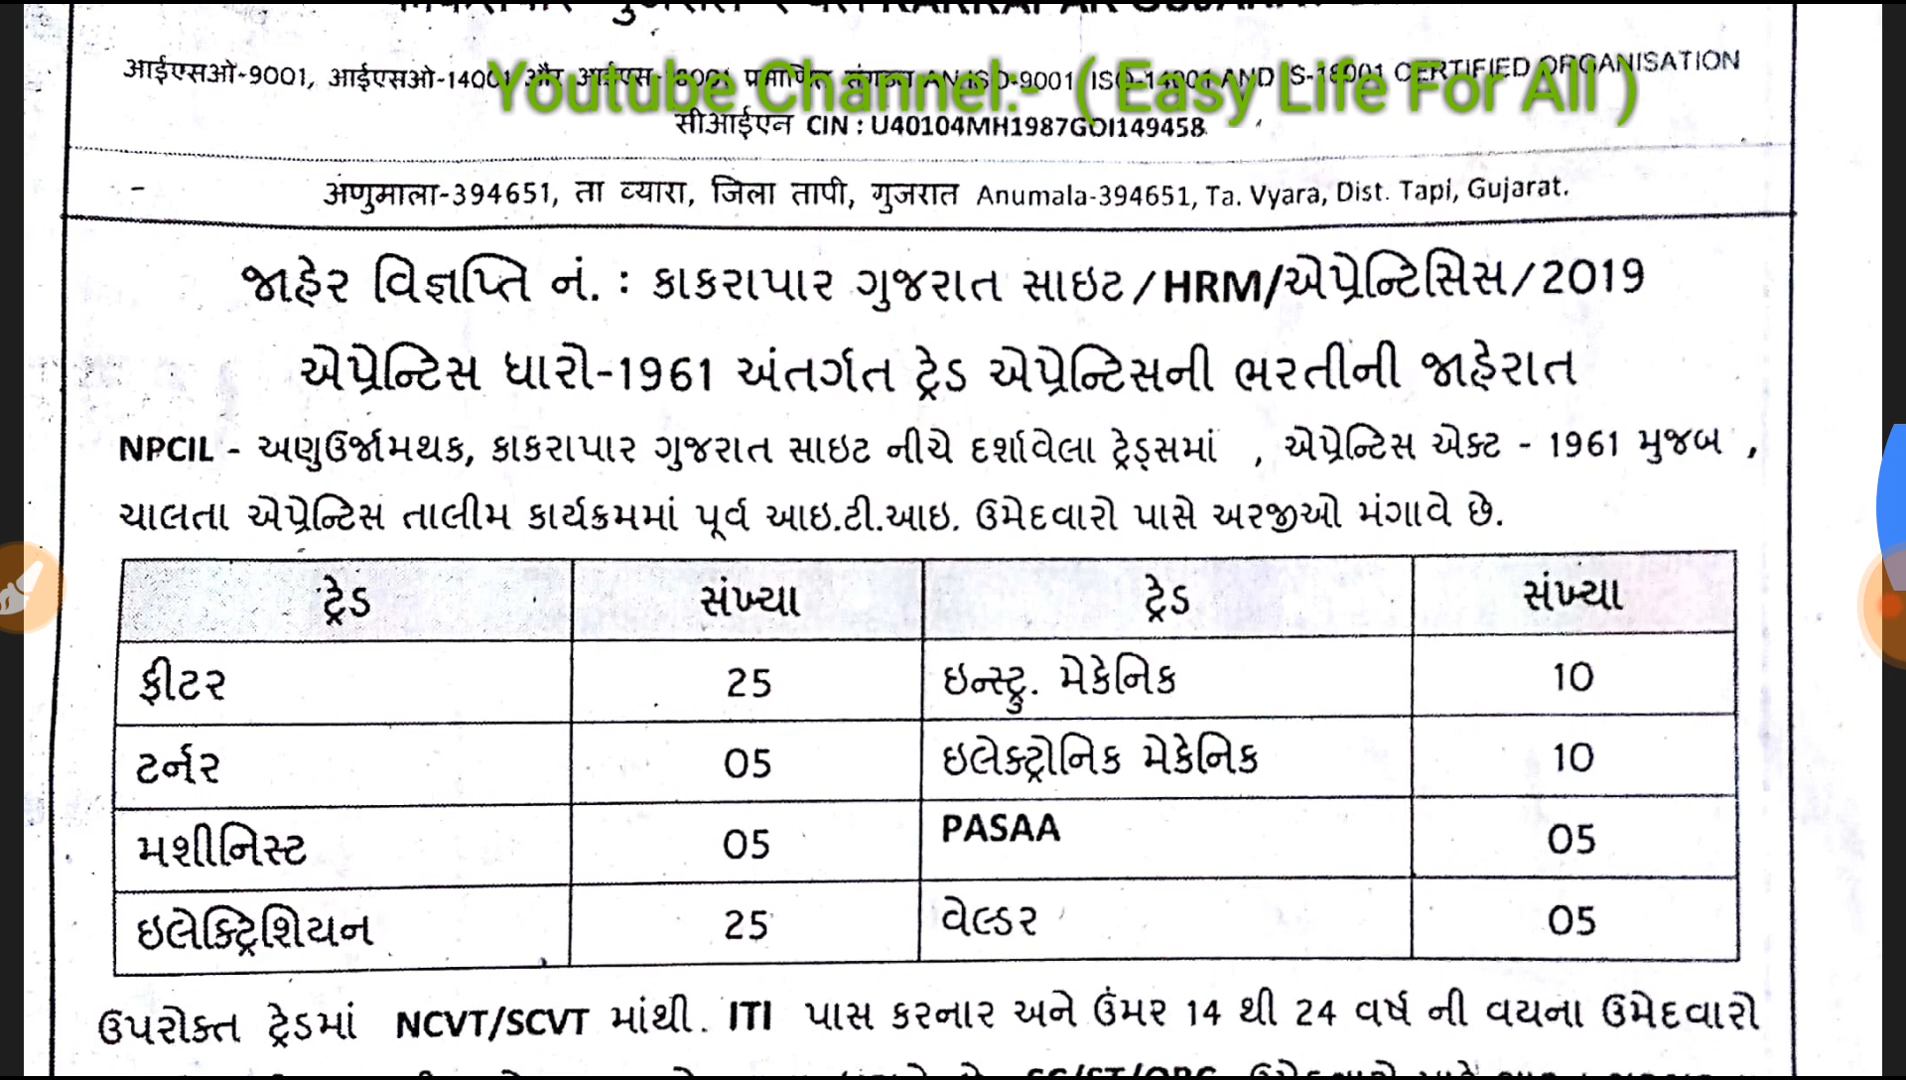 आईएसओ-9001, आईएसओ-14001 और आईएस-18001 प्रमाणित संगठन AN ISO-9001, ISO-14001 AND IS-18001 CERTIFIED ORGANISATION
Youtube Channel:- ( Easy Life For All )
सीआईएन CIN : U40104MH1987GOI149458
अणुमाला-394651, ता व्यारा, जिला तापी, गुजरात Anumala-394651, Ta. Vyara, Dist. Tapi, Gujarat.
જાહેર વિજ્ઞપ્તિ નં. : કાકરાપાર ગુજરાત સાઇટ/HRM/એપ્રેન્ટિસિસ/2019
એપ્રેન્ટિસ ધારો-1961 અંતર્ગત ટ્રેડ એપ્રેન્ટિસની ભરતીની જાહેરાત
NPCIL - અણુઉર્જામથક, કાકરાપાર ગુજરાત સાઇટ નીચે દર્શાવેલા ટ્રેડ્સમાં , એપ્રેન્ટિસ એક્ટ - 1961 મુજબ ,
ચાલતા એપ્રેન્ટિસ તાલીમ કાર્યક્રમમાં પૂર્વ આઇ.ટી.આઇ. ઉમેદવારો પાસે અરજીઓ મંગાવે છે.
ટ્રેડ સંખ્યા ટ્રેડ સંખ્યા
ફીટર 25 ઇન્સ્ટ્રુ. મેકેનિક 10
ટર્નર 05 ઇલેક્ટ્રોનિક મેકેનિક 10
મશીનિસ્ટ 05 PASAA 05
ઇલેક્ટ્રિશિયન 25 વેલ્ડર 05
ઉપરોક્ત ટ્રેડમાં NCVT/SCVT માંથી. ITI પાસ કરનાર અને ઉંમર 14 થી 24 વર્ષ ની વયના ઉમેદવારો